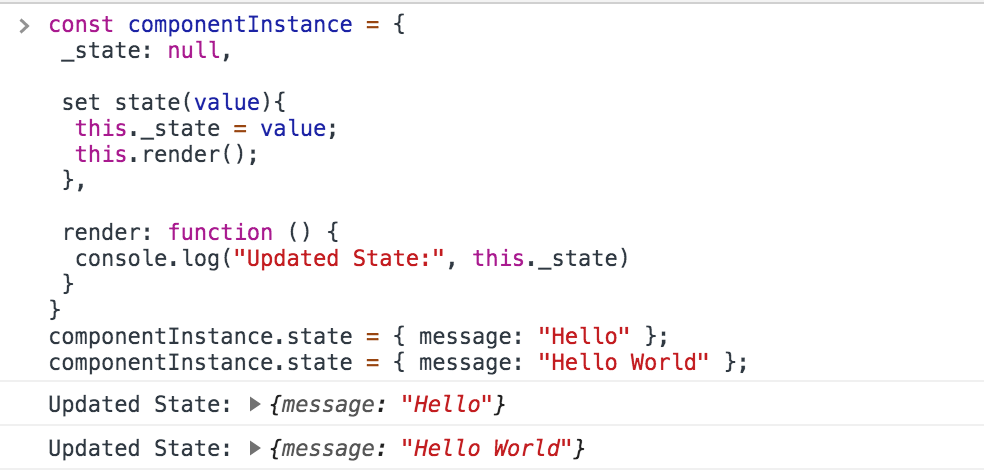 const componentInstance = {
_state: null,
set state(value){
this._state = value;
this.render();
},
render: function () {
console.log("Updated State:", this._state)
}
}
componentInstance.state = { message: "Hello" };
componentInstance.state = { message: "Hello World" };
Updated State: ▶ {message: "Hello"}
Updated State: ▶ {message: "Hello World"}